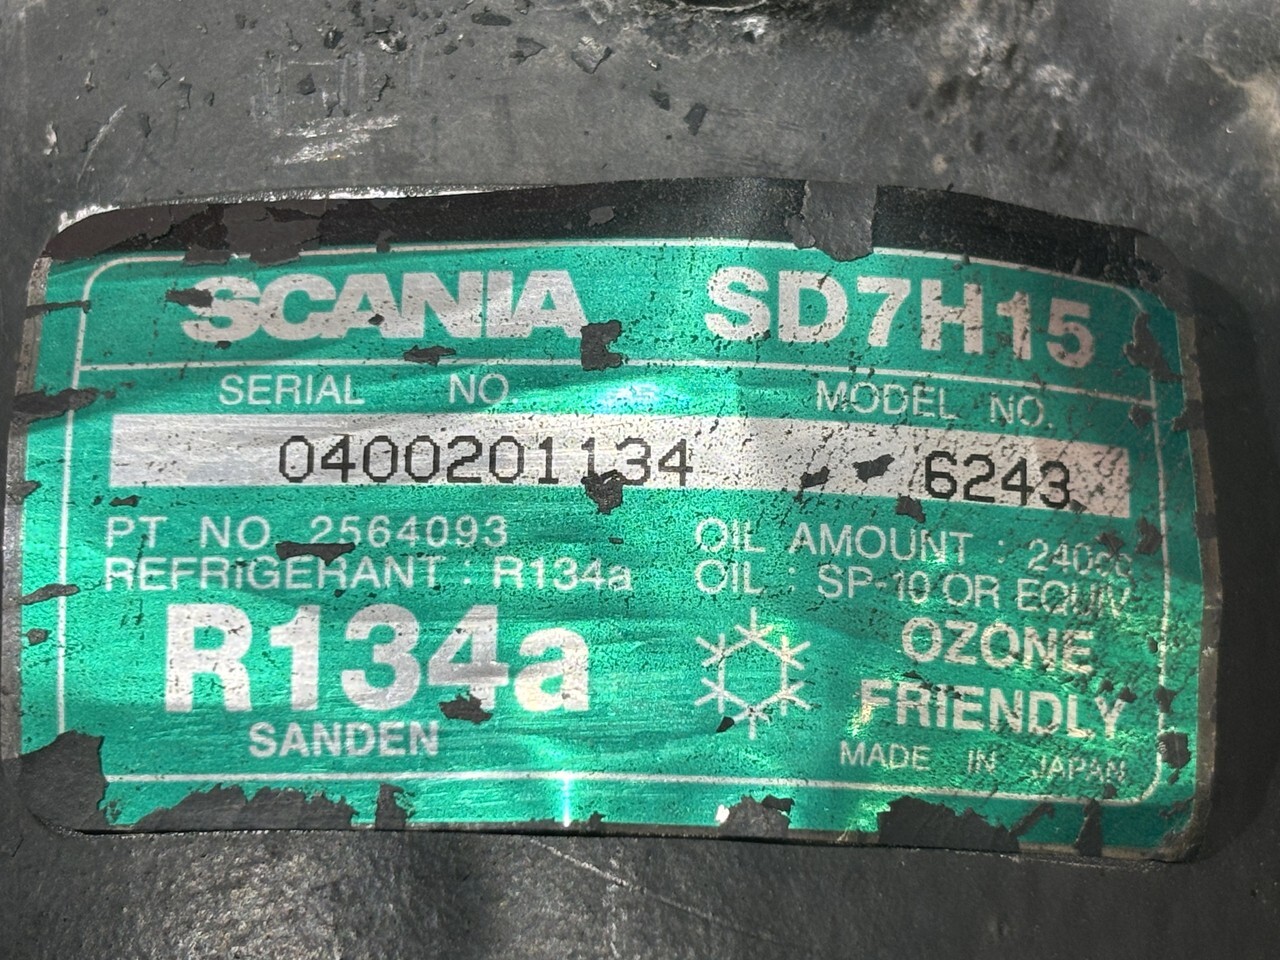 SCANIA SD7H15
SERIAL NO. MODEL NO.
0400201134 6243
PT NO 2564093 OIL AMOUNT : 240cc
REFRIGERANT : R134a OIL : SP-10 OR EQUIV
R134a OZONE
FRIENDLY
SANDEN MADE IN JAPAN